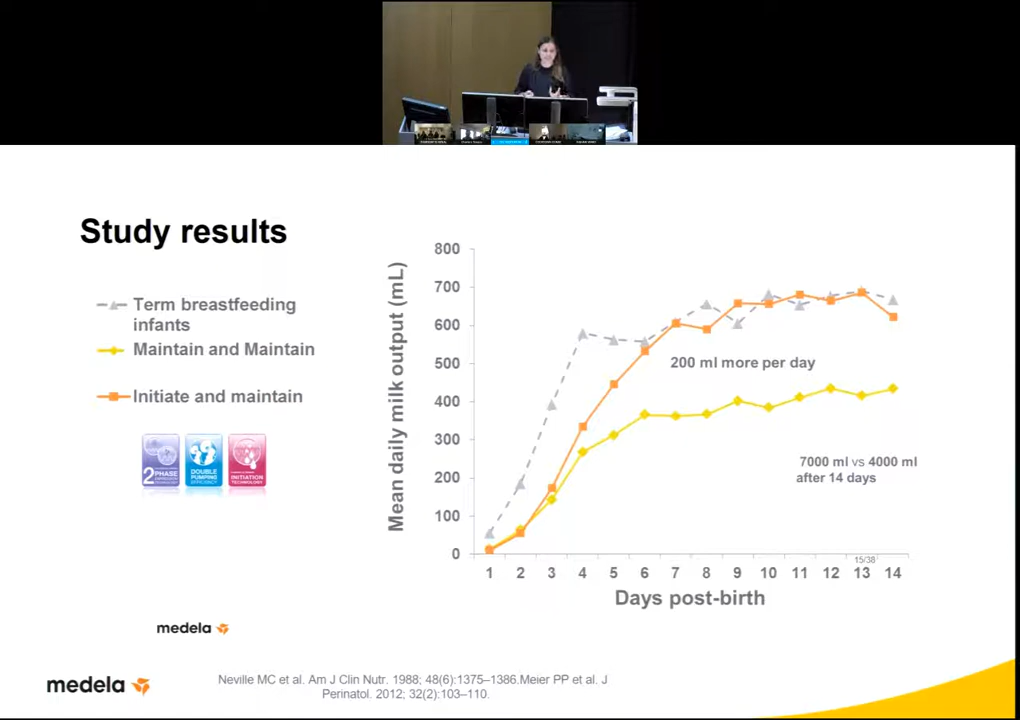 Study results
Term breastfeeding
infants
Maintain and Maintain
Initiate and maintain
2 PHASE
DOUBLE
PUMPING
EFFICIENCY
INITIATION
TECHNOLOGY
Mean daily milk output (mL)
800
700
600
500
400
300
200
100
0
200 ml more per day
7000 ml vs 4000 ml
after 14 days
15/38
1 2 3 4 5 6 7 8 9 10 11 12 13 14
Days post-birth
medela
medela
Neville MC et al. Am J Clin Nutr. 1988; 48(6):1375–1386.Meier PP et al. J
Perinatol. 2012; 32(2):103–110.